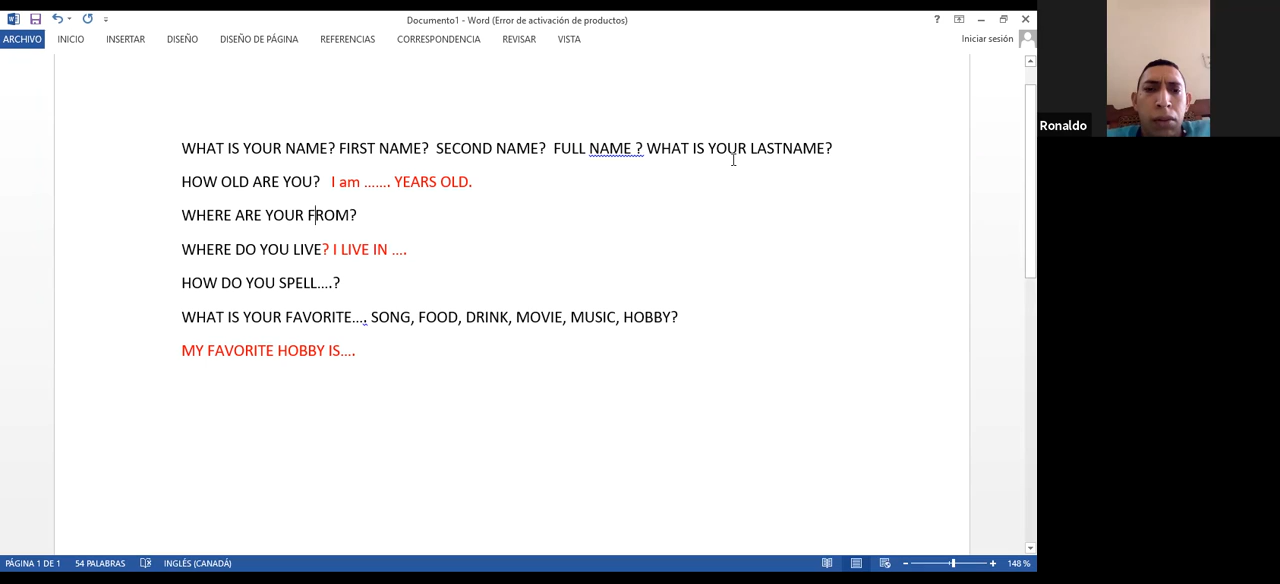 Documento1 - Word (Error de activación de productos)
ARCHIVO INICIO INSERTAR DISEÑO DISEÑO DE PÁGINA REFERENCIAS CORRESPONDENCIA REVISAR VISTA Iniciar sesión
Ronaldo
WHAT IS YOUR NAME? FIRST NAME?  SECOND NAME?  FULL NAME ? WHAT IS YOUR LASTNAME?
HOW OLD ARE YOU?   I am ....... YEARS OLD.
WHERE ARE YOUR FROM?
WHERE DO YOU LIVE? I LIVE IN ....
HOW DO YOU SPELL....?
WHAT IS YOUR FAVORITE.... SONG, FOOD, DRINK, MOVIE, MUSIC, HOBBY?
MY FAVORITE HOBBY IS....
PÁGINA 1 DE 1 54 PALABRAS INGLÉS (CANADÁ) 148 %